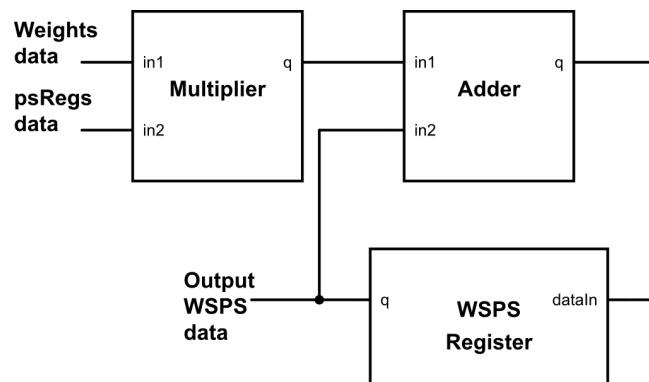 Weights
data
in1
q
Multiplier
psRegs
data
in2
in1
q
Adder
in2
Output
WSPS
data
q
dataIn
WSPS
Register